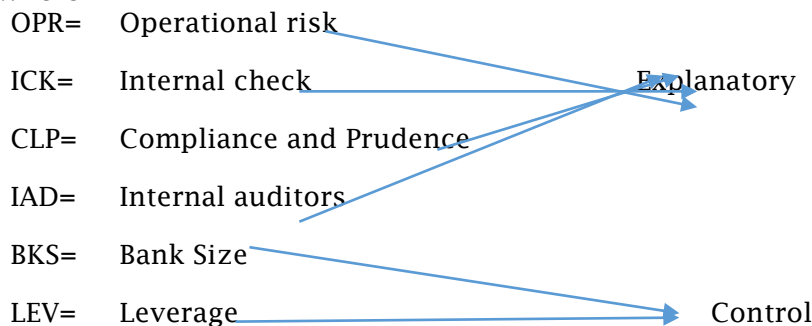 OPR= Operational risk
ICK= Internal check Explanatory
CLP= Compliance and Prudence
IAD= Internal auditors
BKS= Bank Size
LEV= Leverage Control